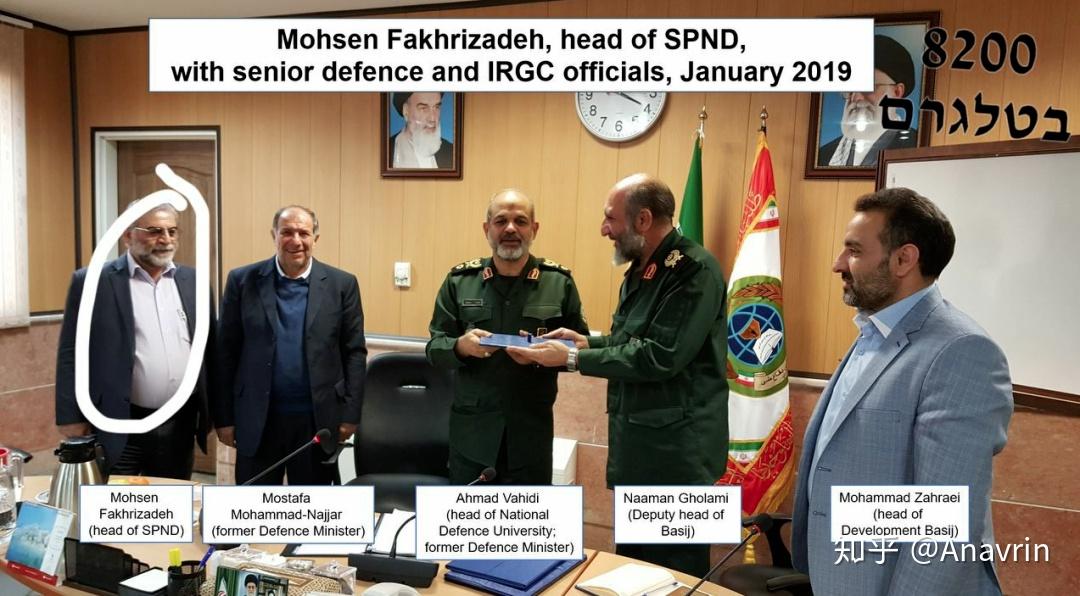 Mohsen Fakhrizadeh, head of SPND,
with senior defence and IRGC officials, January 2019
8200
בטלגרם
Mohsen
Fakhrizadeh
(head of SPND)
Mostafa
Mohammad-Najjar
(former Defence Minister)
Ahmad Vahidi
(head of National
Defence University;
former Defence Minister)
Naaman Gholami
(Deputy head of
Basij)
Mohammad Zahraei
(head of
Development Basij)
知乎 @Anavrin